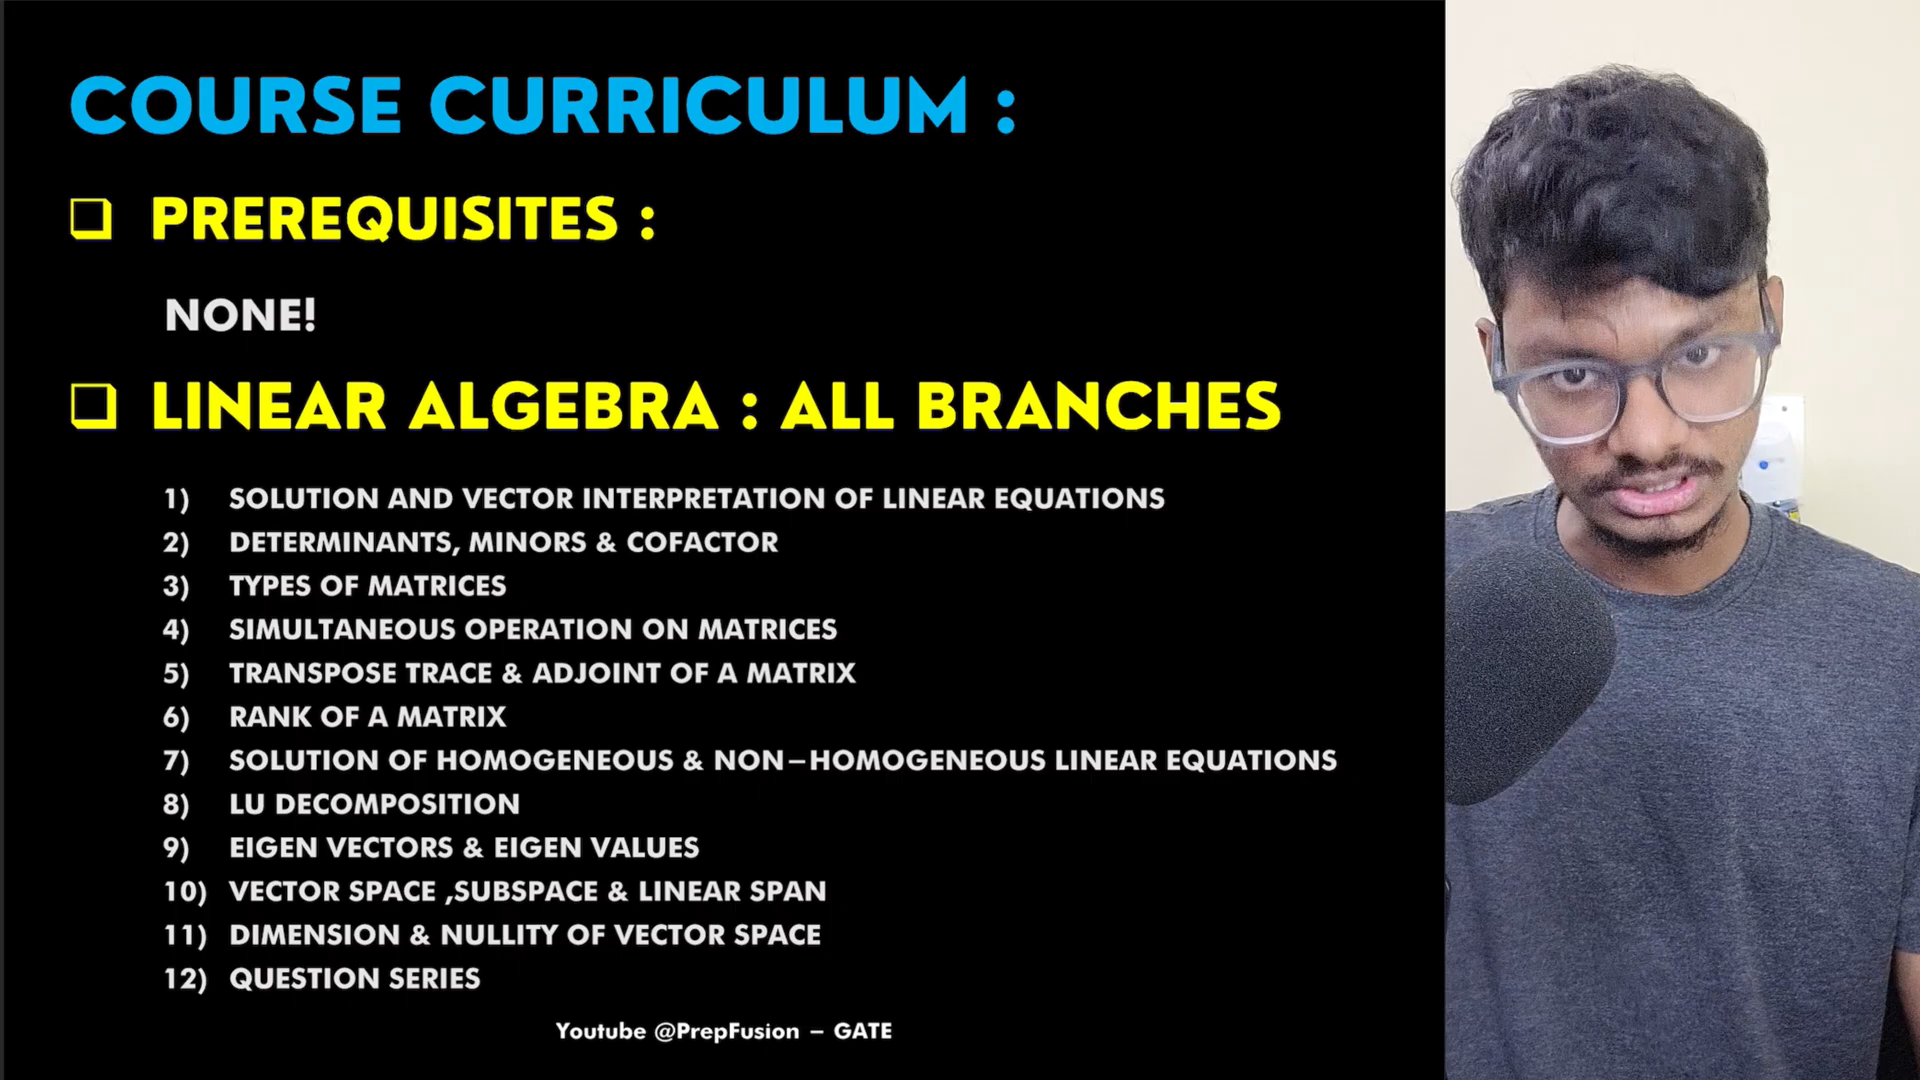 COURSE CURRICULUM :
PREREQUISITES :
NONE!
LINEAR ALGEBRA : ALL BRANCHES
1) SOLUTION AND VECTOR INTERPRETATION OF LINEAR EQUATIONS
2) DETERMINANTS, MINORS & COFACTOR
3) TYPES OF MATRICES
4) SIMULTANEOUS OPERATION ON MATRICES
5) TRANSPOSE TRACE & ADJOINT OF A MATRIX
6) RANK OF A MATRIX
7) SOLUTION OF HOMOGENEOUS & NON–HOMOGENEOUS LINEAR EQUATIONS
8) LU DECOMPOSITION
9) EIGEN VECTORS & EIGEN VALUES
10) VECTOR SPACE ,SUBSPACE & LINEAR SPAN
11) DIMENSION & NULLITY OF VECTOR SPACE
12) QUESTION SERIES
Youtube @PrepFusion – GATE